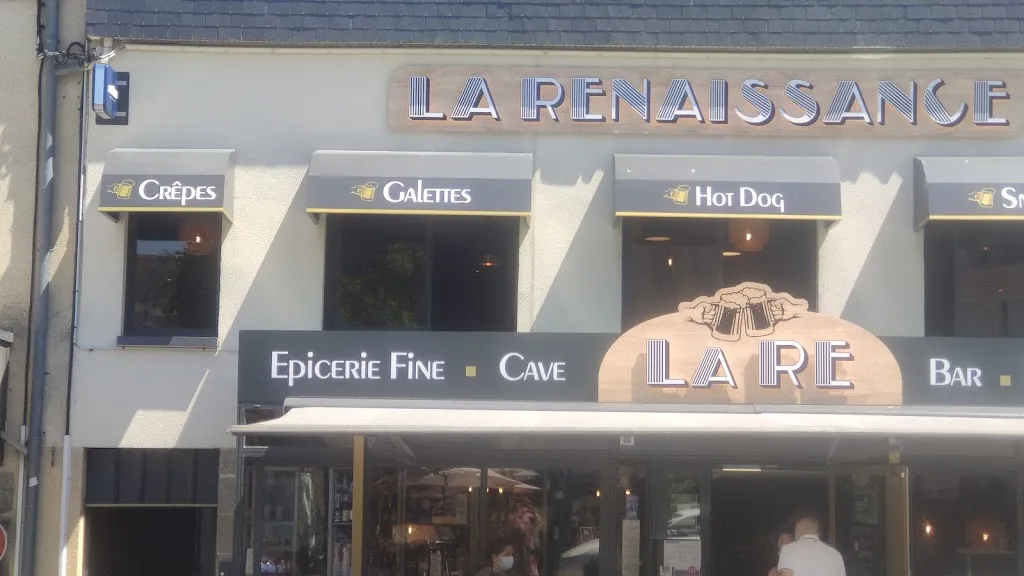 LA RENAISSANCE
CRÊPES
GALETTES
HOT DOG
EPICERIE FINE
CAVE
LA RE
BAR